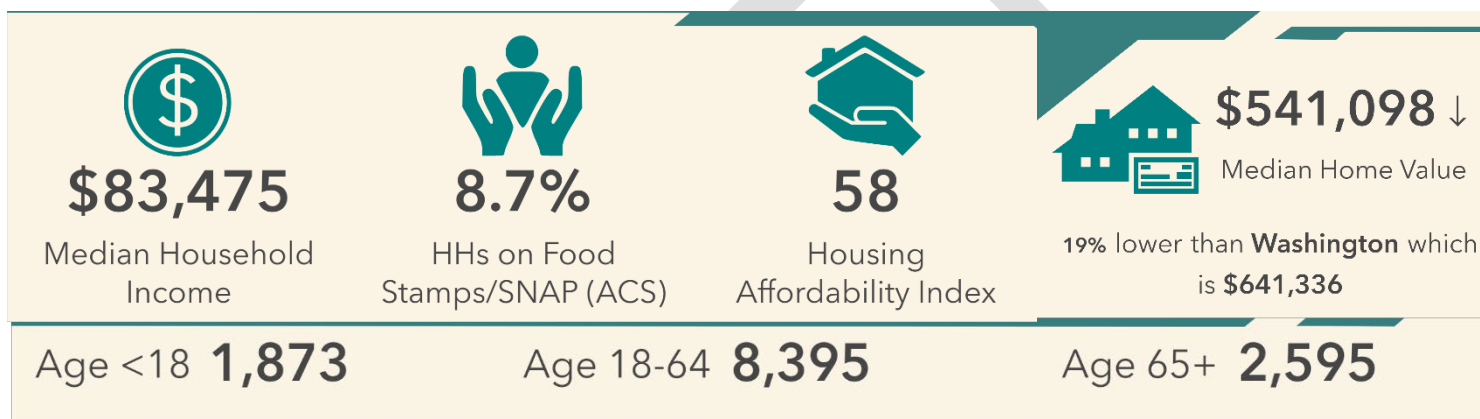 $83,475
Median Household
Income
8.7%
HHs on Food
Stamps/SNAP (ACS)
58
Housing
Affordability Index
$541,098 ↓
Median Home Value
19% lower than Washington which
is $641,336
Age <18 1,873
Age 18-64 8,395
Age 65+ 2,595